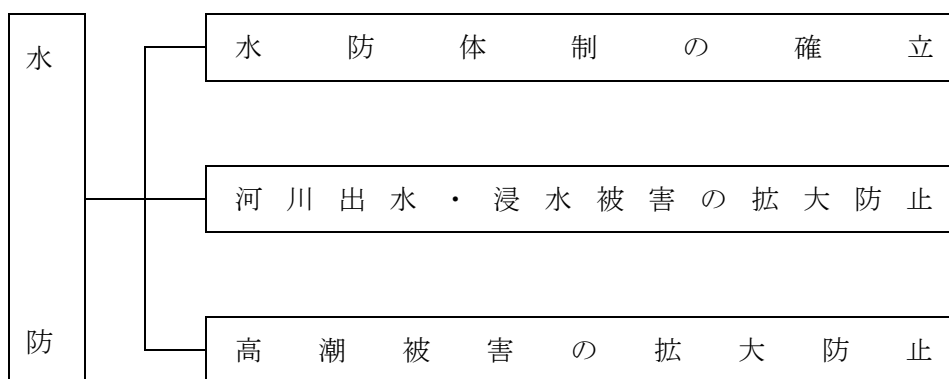 水防
水防体制の確立
河川出水・浸水被害の拡大防止
高潮被害の拡大防止